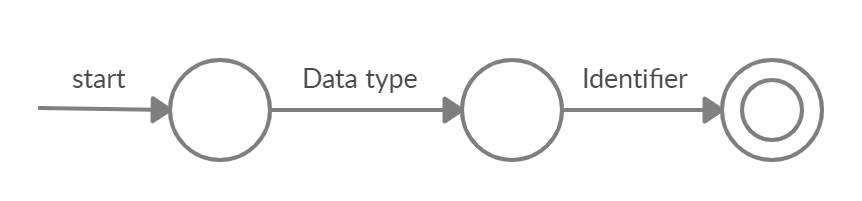 start
Data type
Identifier